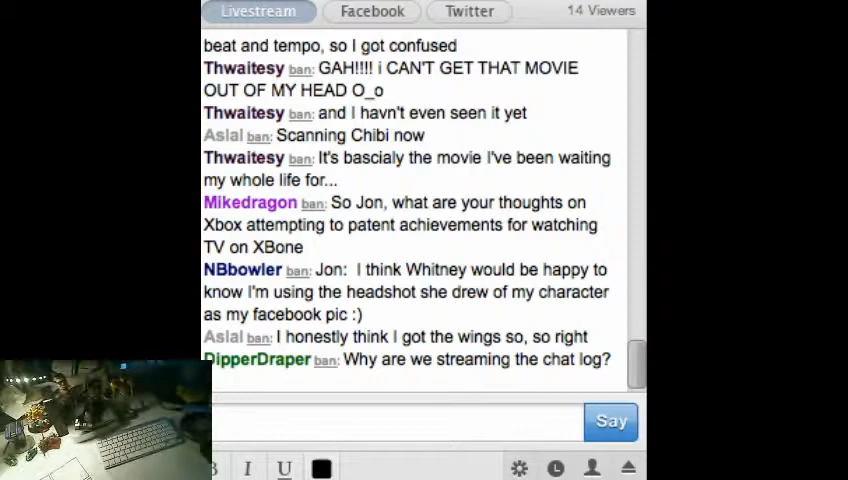 Livestream Facebook Twitter 14 Viewers
beat and tempo, so I got confused
Thwaitesy ban: GAH!!!! i CAN'T GET THAT MOVIE
OUT OF MY HEAD O_o
Thwaitesy ban: and I havn't even seen it yet
Aslal ban: Scanning Chibi now
Thwaitesy ban: It's bascialy the movie I've been waiting
my whole life for...
Mikedragon ban: So Jon, what are your thoughts on
Xbox attempting to patent achievements for watching
TV on XBone
NBbowler ban: Jon: I think Whitney would be happy to
know I'm using the headshot she drew of my character
as my facebook pic :)
Aslal ban: I honestly think I got the wings so, so right
DipperDraper ban: Why are we streaming the chat log?
Say
B I U